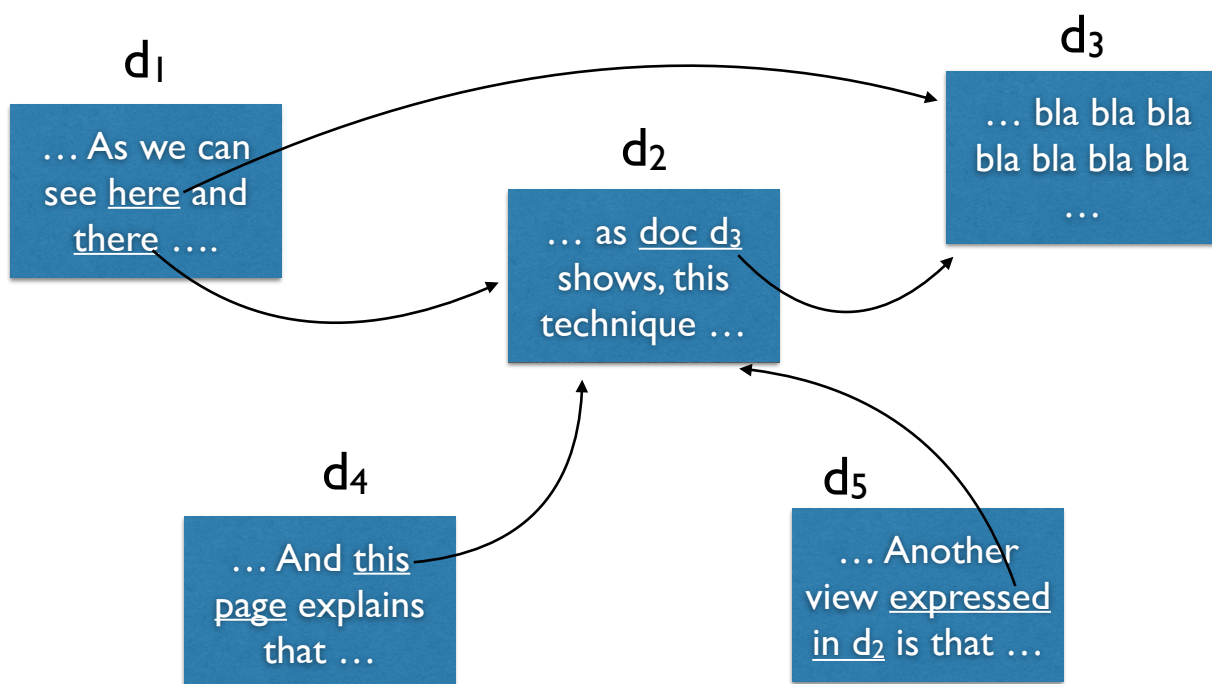 d₁
… As we can
see here and
there ….
d₂
… as doc d₃
shows, this
technique …
d₃
… bla bla bla
bla bla bla bla
…
d₄
… And this
page explains
that …
d₅
… Another
view expressed
in d₂ is that …